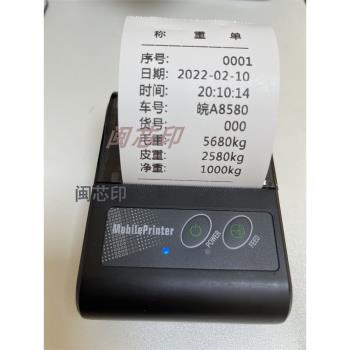 称 重 单
序号: 0001
日期: 2022-02-10
时间: 20:10:14
车号: 皖A8580
货号: 000
毛重: 5680kg
皮重: 2580kg
净重: 1000kg
闽芯印
闽芯印
MobilePrinter
POWER
FEED